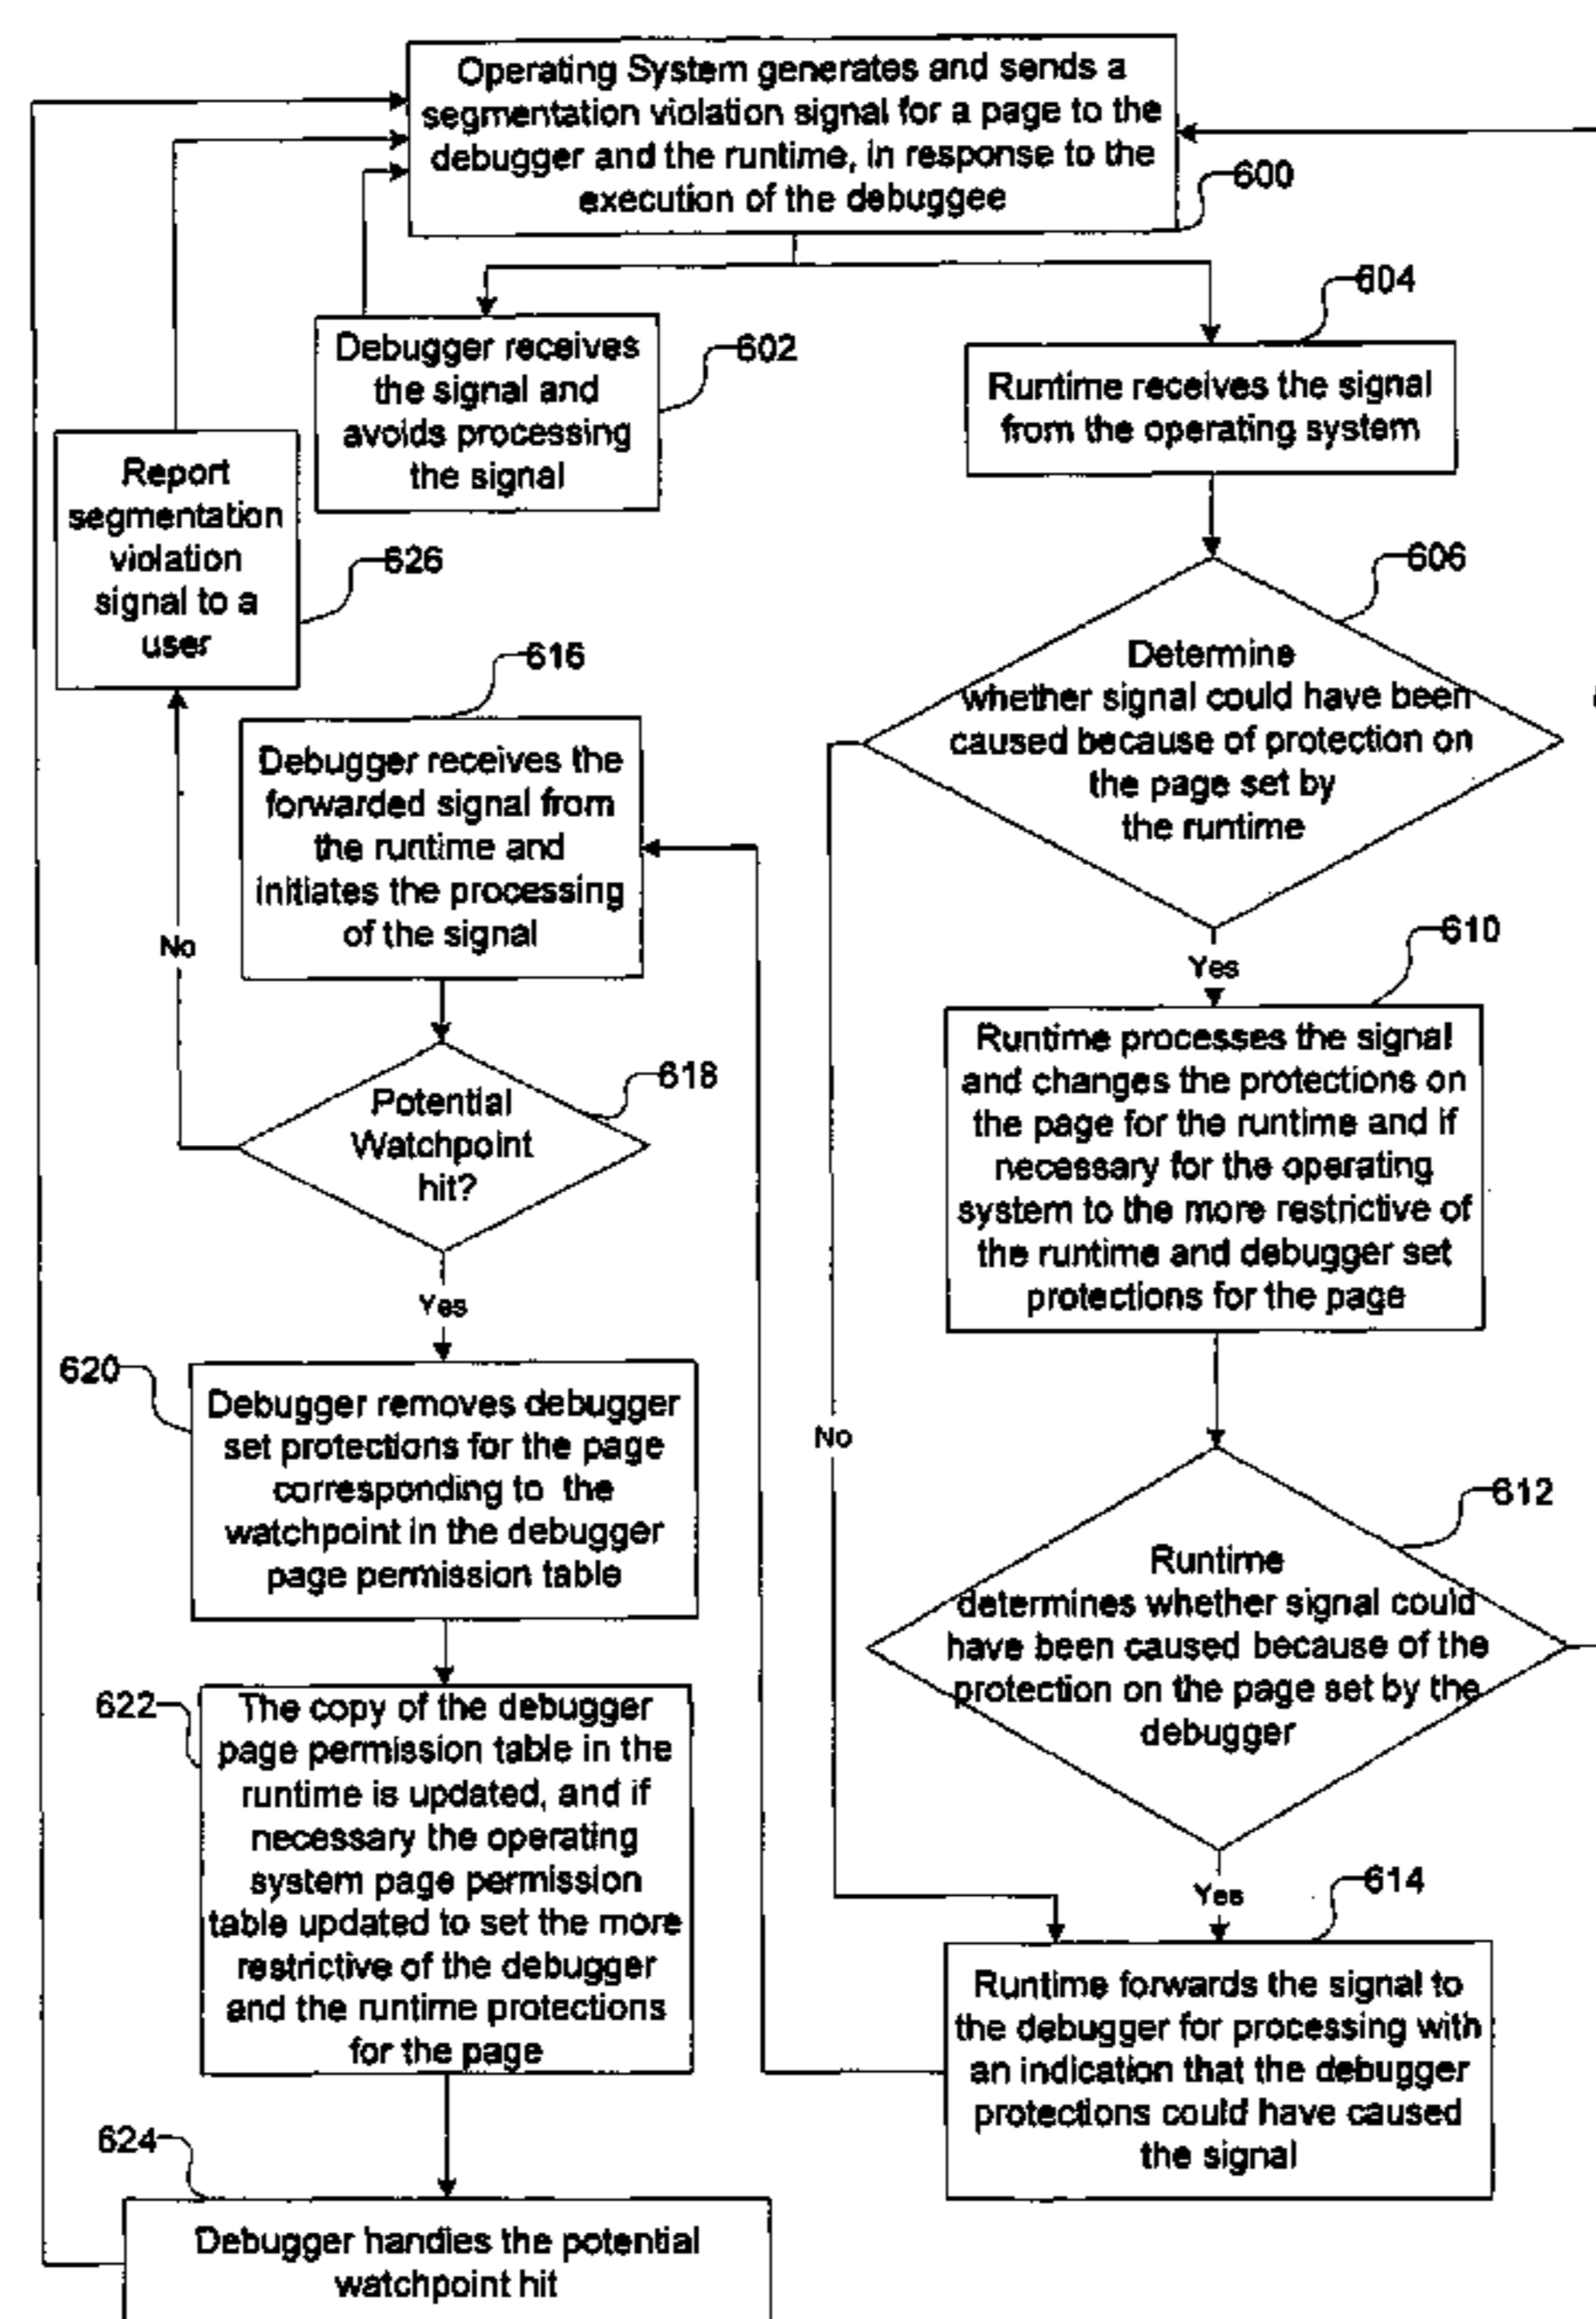 Operating System generates and sends a
segmentation violation signal for a page to the
debugger and the runtime, in response to the
execution of the debuggee
600
604
Debugger receives
the signal and
avoids processing
the signal
602
Runtime receives the signal
from the operating system
Report
segmentation
violation
signal to a
user
626
606
Determine
whether signal could have been
caused because of protection on
the page set by
the runtime
616
Debugger receives the
forwarded signal from
the runtime and
initiates the processing
of the signal
No
Yes
610
Runtime processes the signal
and changes the protections on
the page for the runtime and if
necessary for the operating
system to the more restrictive of
the runtime and debugger set
protections for the page
618
Potential
Watchpoint
hit?
Yes
620
Debugger removes debugger
set protections for the page
corresponding to the
watchpoint in the debugger
page permission table
No
612
Runtime
determines whether signal could
have been caused because of the
protection on the page set by the
debugger
622
The copy of the debugger
page permission table in the
runtime is updated, and if
necessary the operating
system page permission
table updated to set the more
restrictive of the debugger
and the runtime protections
for the page
Yes
614
Runtime forwards the signal to
the debugger for processing with
an indication that the debugger
protections could have caused
the signal
624
Debugger handles the potential
watchpoint hit